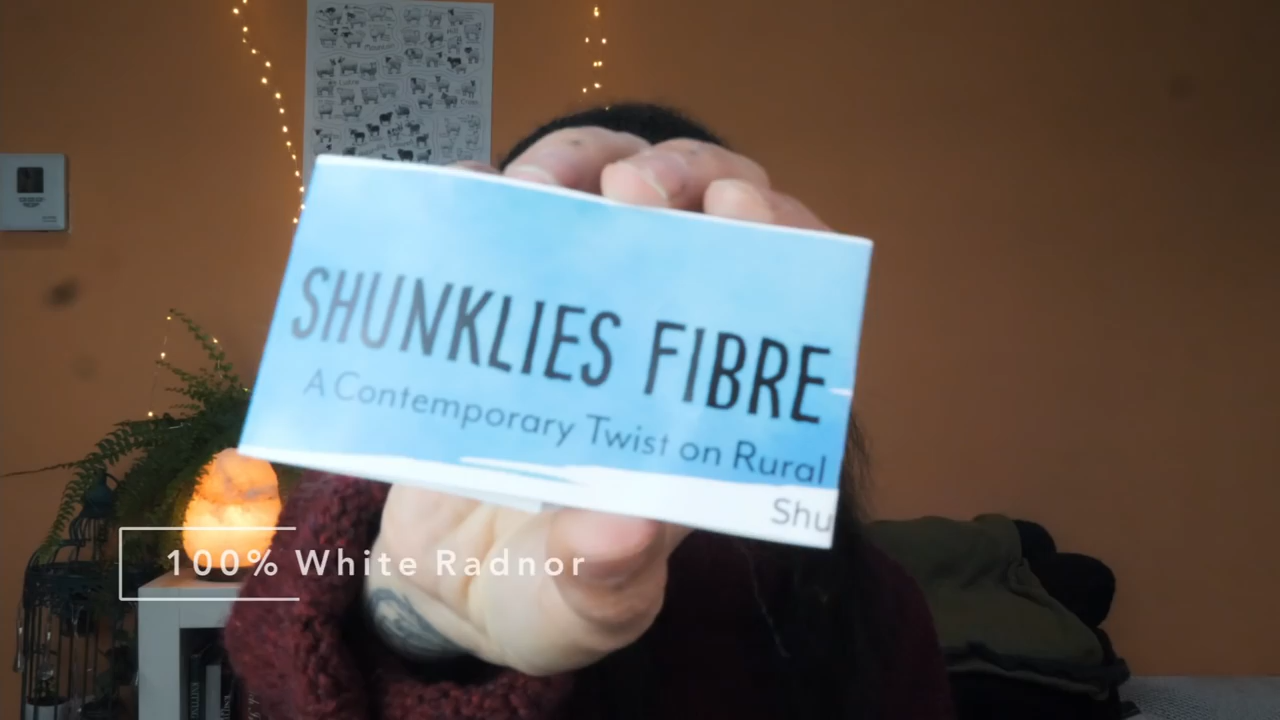 SHUNKLIES FIBRE
A Contemporary Twist on Rural
Shu
100% White Radnor